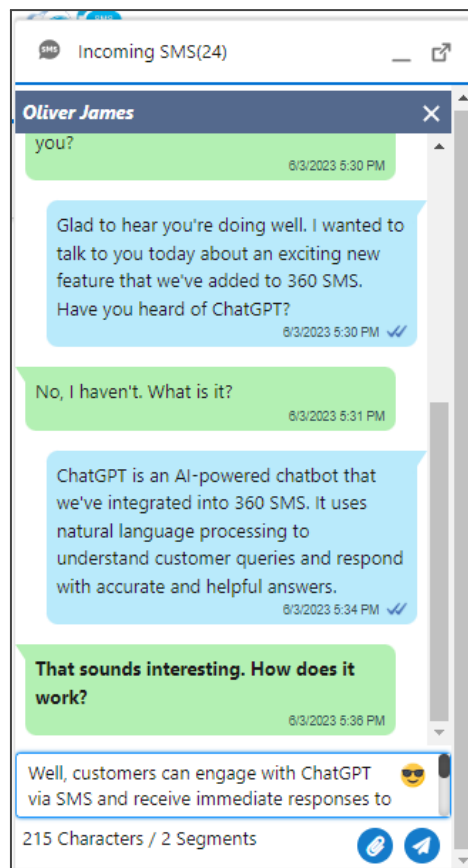 SMS
SMS
Incoming SMS(24)
Oliver James
you?
6/3/2023 5:30 PM
Glad to hear you're doing well. I wanted to
talk to you today about an exciting new
feature that we've added to 360 SMS.
Have you heard of ChatGPT?
6/3/2023 5:30 PM
No, I haven't. What is it?
6/3/2023 5:31 PM
ChatGPT is an AI-powered chatbot that
we've integrated into 360 SMS. It uses
natural language processing to
understand customer queries and respond
with accurate and helpful answers.
6/3/2023 5:34 PM
That sounds interesting. How does it
work?
6/3/2023 5:36 PM
Well, customers can engage with ChatGPT
via SMS and receive immediate responses to
215 Characters / 2 Segments